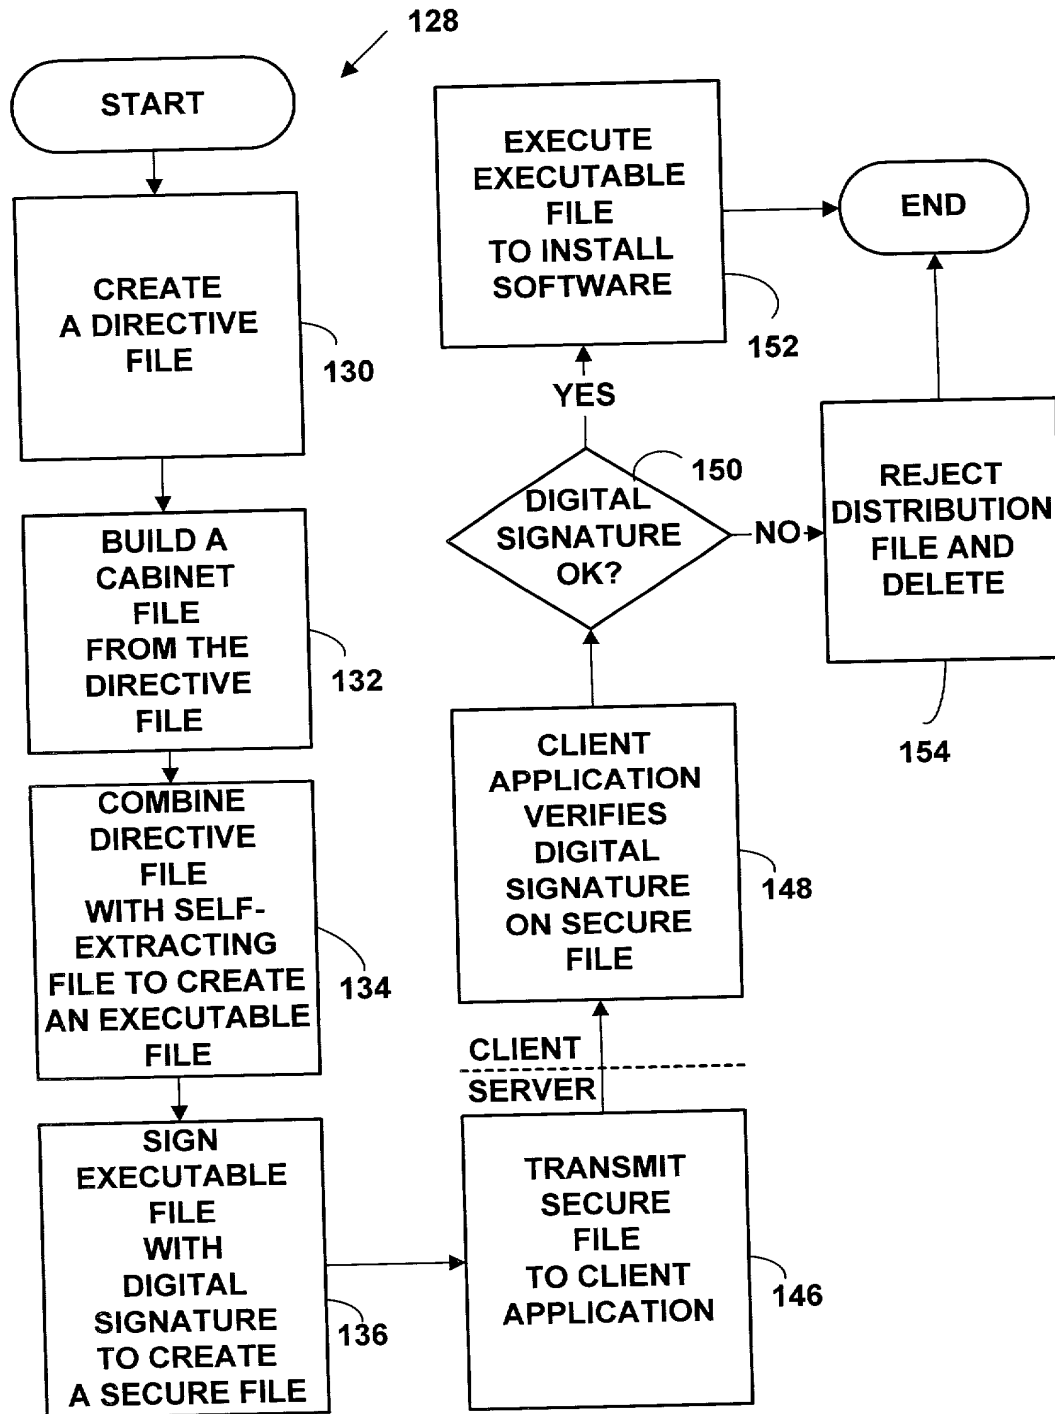 128
START
CREATE
A DIRECTIVE
FILE
130
BUILD A
CABINET
FILE
FROM THE
DIRECTIVE
FILE
132
COMBINE
DIRECTIVE
FILE
WITH SELF-
EXTRACTING
FILE TO CREATE
AN EXECUTABLE
FILE
134
SIGN
EXECUTABLE
FILE
WITH
DIGITAL
SIGNATURE
TO CREATE
A SECURE FILE
136
TRANSMIT
SECURE
FILE
TO CLIENT
APPLICATION
146
SERVER
CLIENT
CLIENT
APPLICATION
VERIFIES
DIGITAL
SIGNATURE
ON SECURE
FILE
148
DIGITAL
SIGNATURE
OK?
150
YES
EXECUTE
EXECUTABLE
FILE
TO INSTALL
SOFTWARE
152
NO
REJECT
DISTRIBUTION
FILE AND
DELETE
154
END